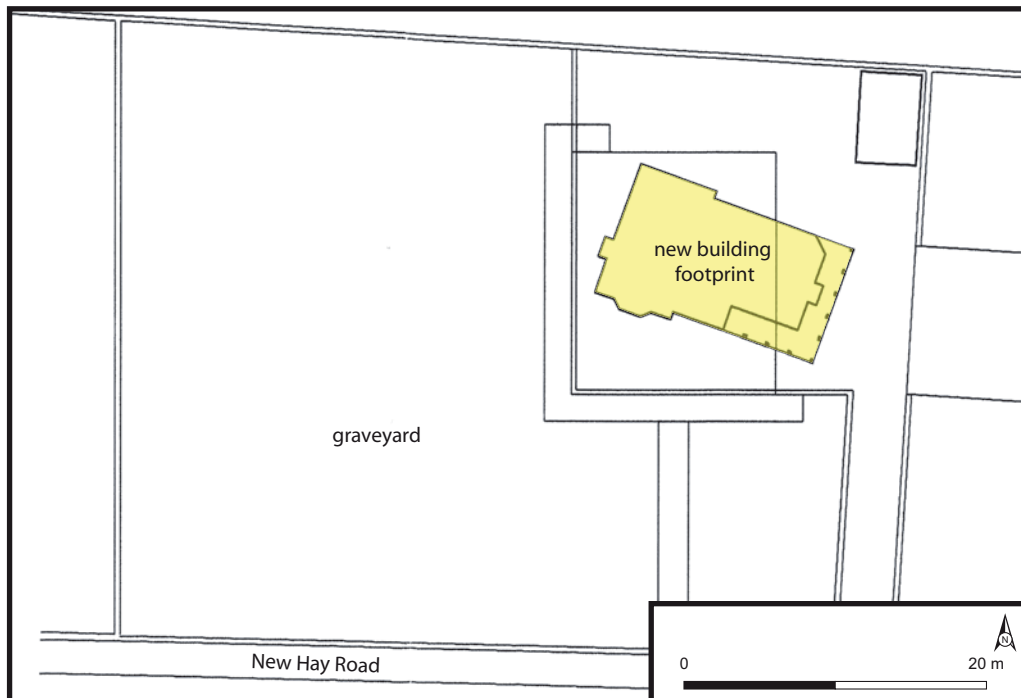 new building
footprint
graveyard
New Hay Road
N
0 20 m